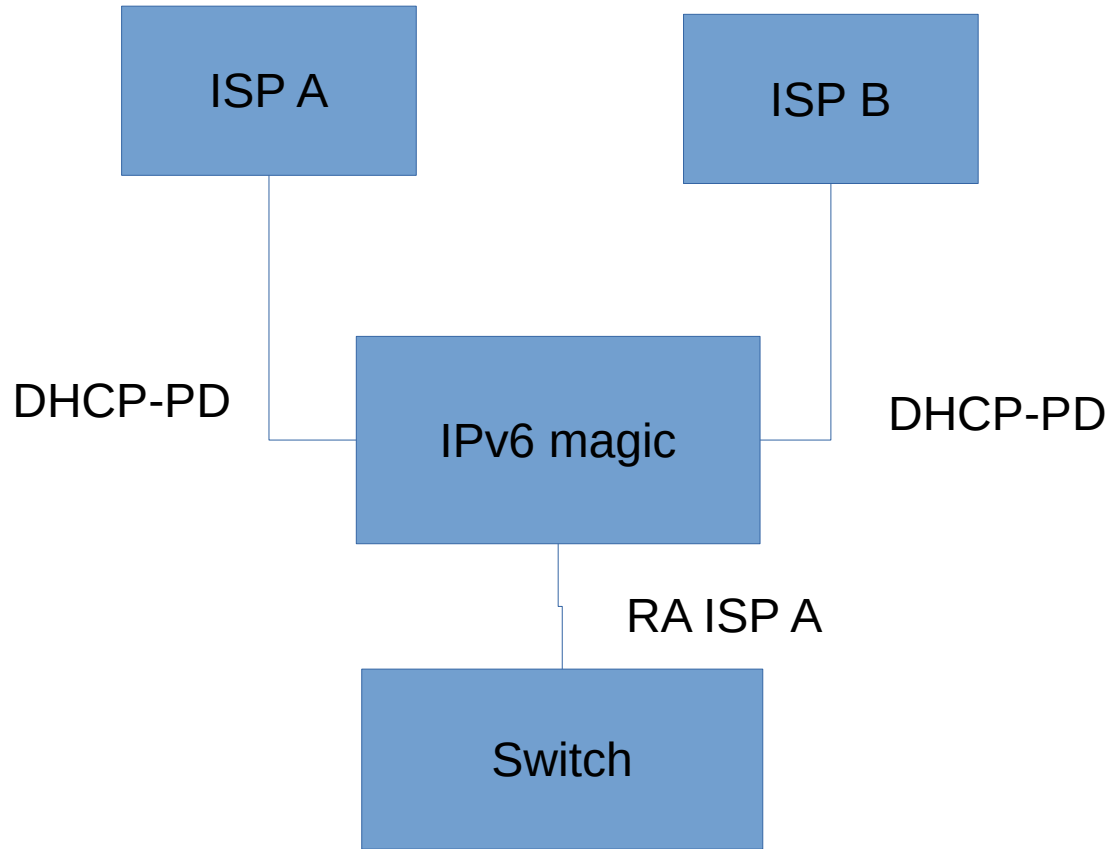 ISP A
ISP B
DHCP-PD
IPv6 magic
DHCP-PD
RA ISP A
Switch